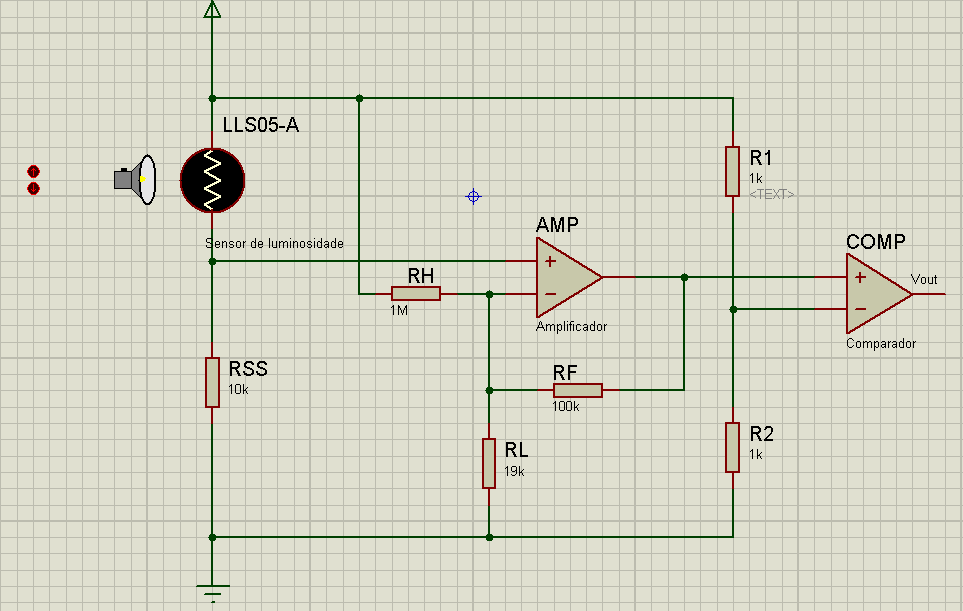 LLS05-A
Sensor de luminosidade
R1
1k
<TEXT>
AMP
+
−
Amplificador
COMP
+
−
Vout
Comparador
RH
1M
RSS
10k
RF
100k
RL
19k
R2
1k